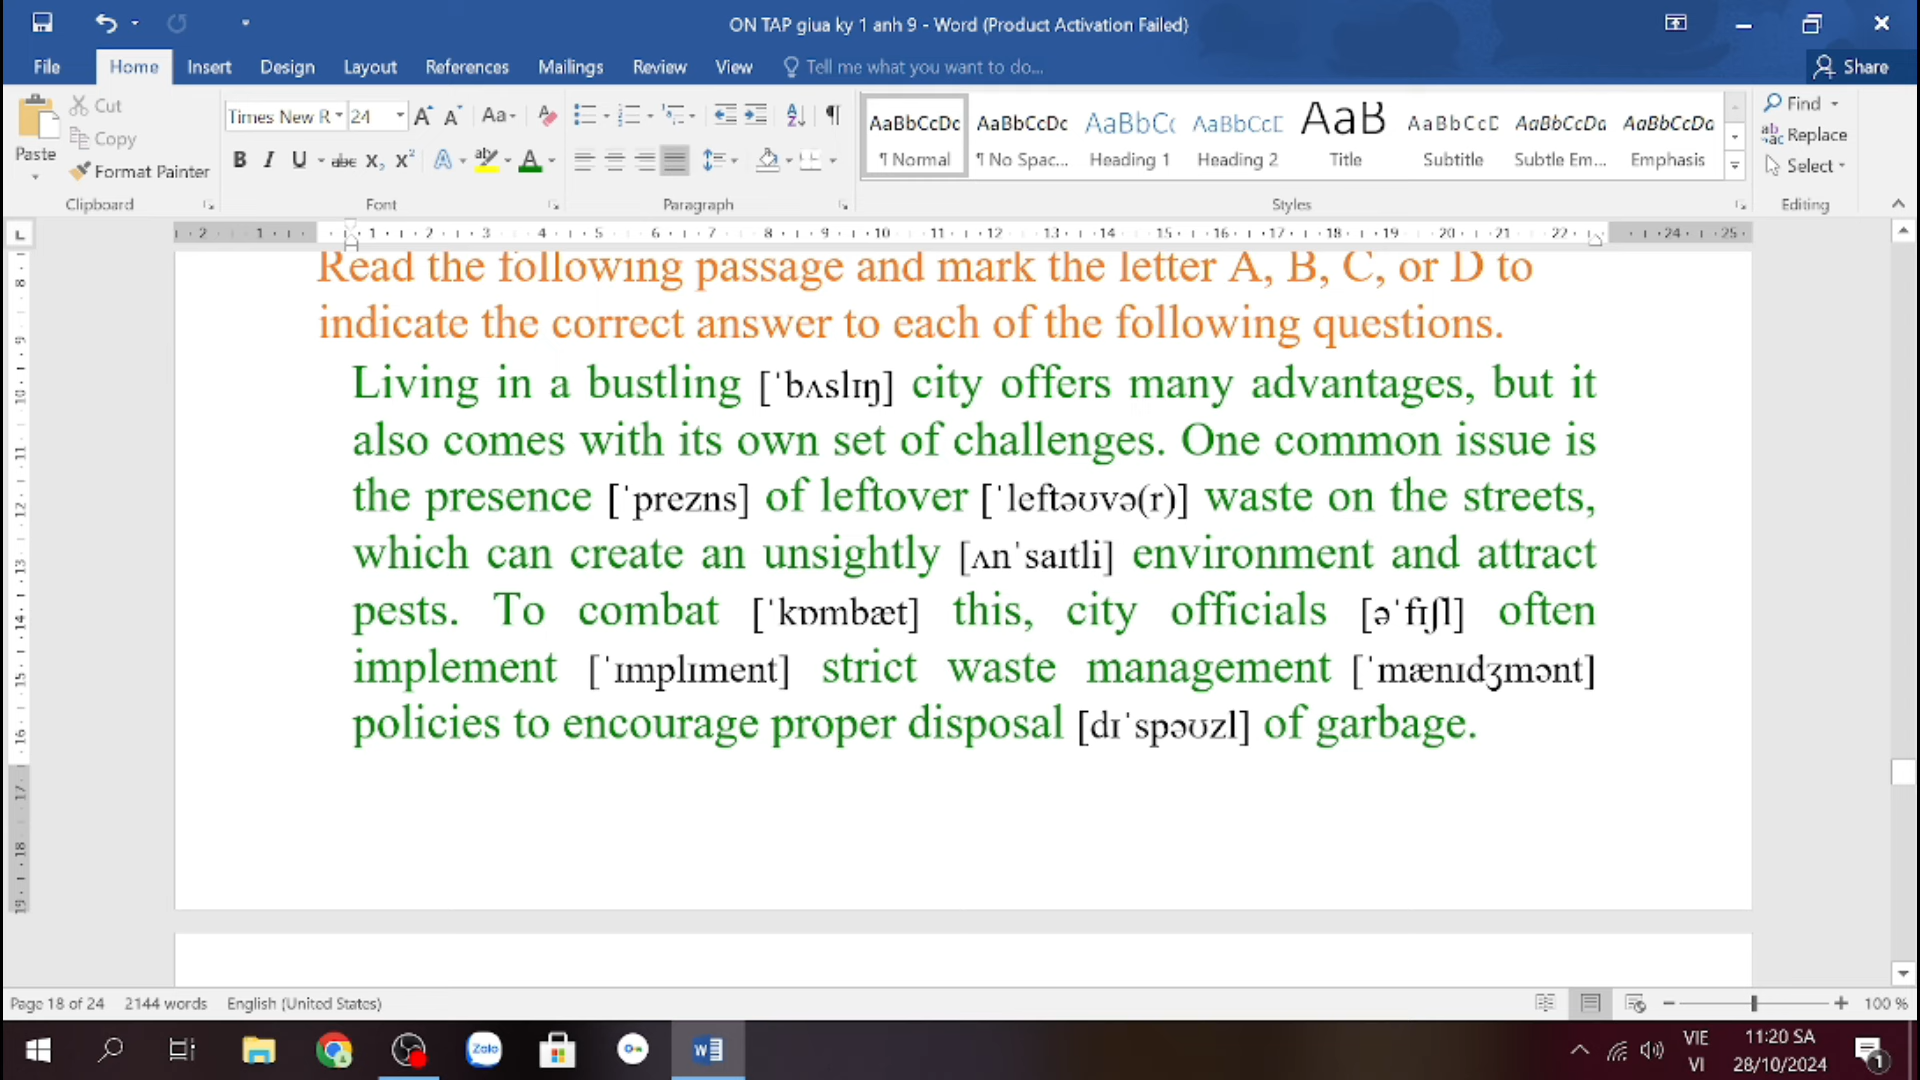 ON TAP giua ky 1 anh 9 - Word (Product Activation Failed)
File Home Insert Design Layout References Mailings Review View Tell me what you want to do... Share
Paste Cut Copy Format Painter
Times New R 24
AaBbCcDc AaBbCcDc AaBbCc AaBbCcD AaB AaBbCcD AaBbCcDa AaBbCcDa
¶ Normal ¶ No Spac... Heading 1 Heading 2 Title Subtitle Subtle Em... Emphasis
Find Replace Select
Clipboard Font Paragraph Styles Editing
Read the following passage and mark the letter A, B, C, or D to
indicate the correct answer to each of the following questions.
Living in a bustling [ˈbʌslɪŋ] city offers many advantages, but it
also comes with its own set of challenges. One common issue is
the presence [ˈprezns] of leftover [ˈleftəʊvə(r)] waste on the streets,
which can create an unsightly [ʌnˈsaɪtli] environment and attract
pests. To combat [ˈkɒmbæt] this, city officials [əˈfɪʃl] often
implement [ˈɪmplɪment] strict waste management [ˈmænɪdʒmənt]
policies to encourage proper disposal [dɪˈspəʊzl] of garbage.
Page 18 of 24 2144 words English (United States) 100 %
Zalo
VIE 11:20 SA
VI 28/10/2024
1